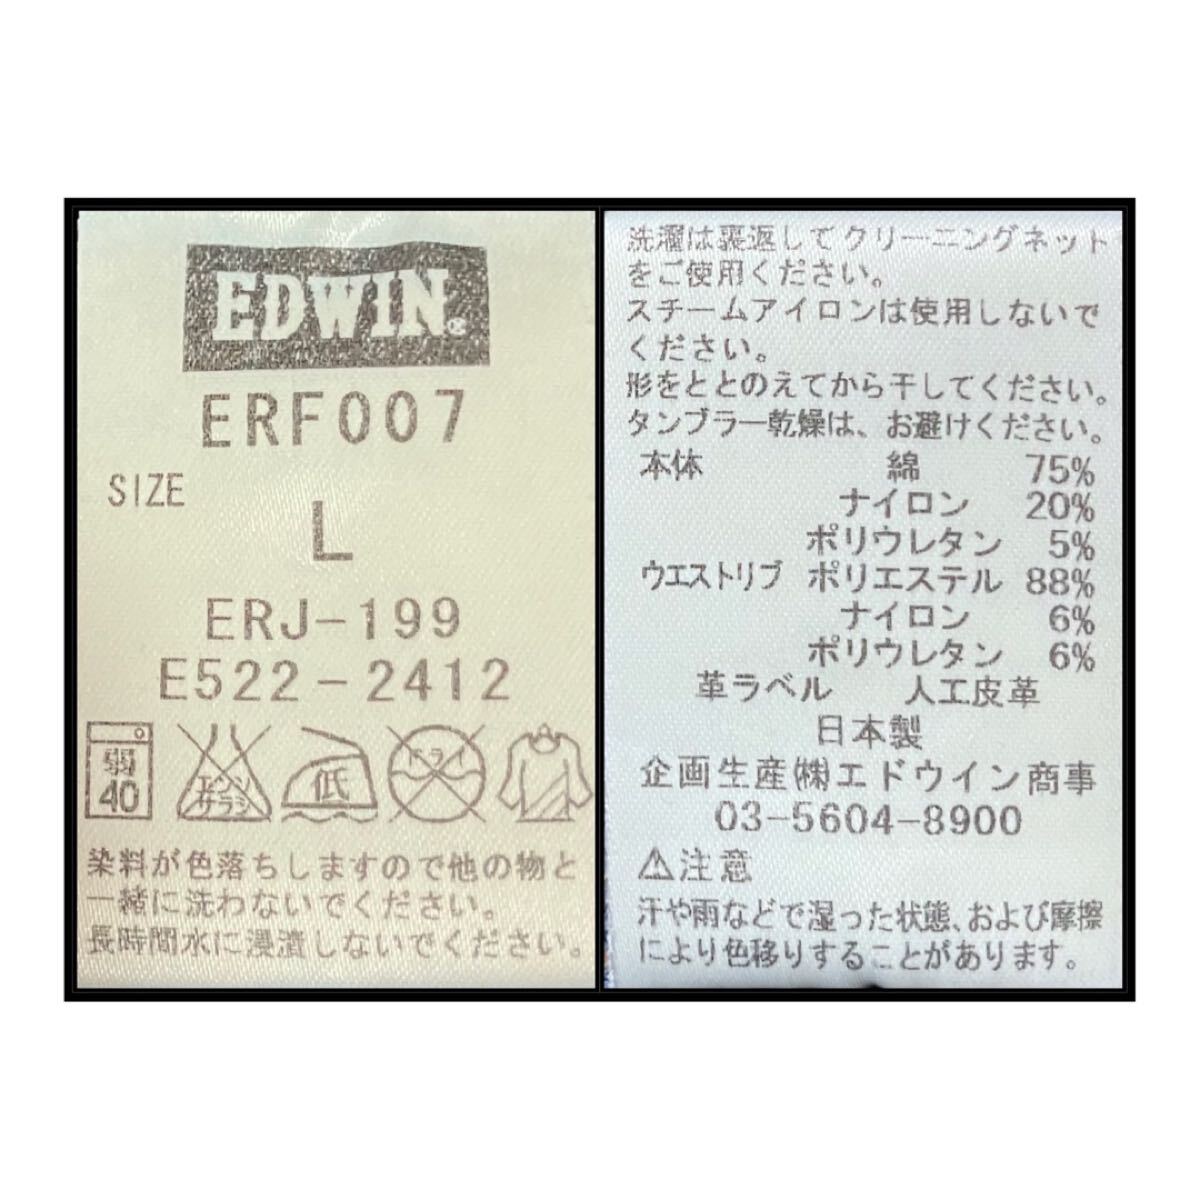 EDWIN®
ERF007
SIZE
L
ERJ-199
E522-2412
弱
40
エンソ
サラシ
低
ドライ
染料が色落ちしますので他の物と
一緒に洗わないでください。
長時間水に浸漬しないでください。
洗濯は裏返してクリーニングネット
をご使用ください。
スチームアイロンは使用しないで
ください。
形をととのえてから干してください。
タンブラー乾燥は、お避けください。
本体 綿 75%
ナイロン 20%
ポリウレタン 5%
ウエストリブ ポリエステル 88%
ナイロン 6%
ポリウレタン 6%
革ラベル 人工皮革
日本製
企画生産㈱エドウイン商事
03-5604-8900
⚠注意
汗や雨などで湿った状態、および摩擦
により色移りすることがあります。